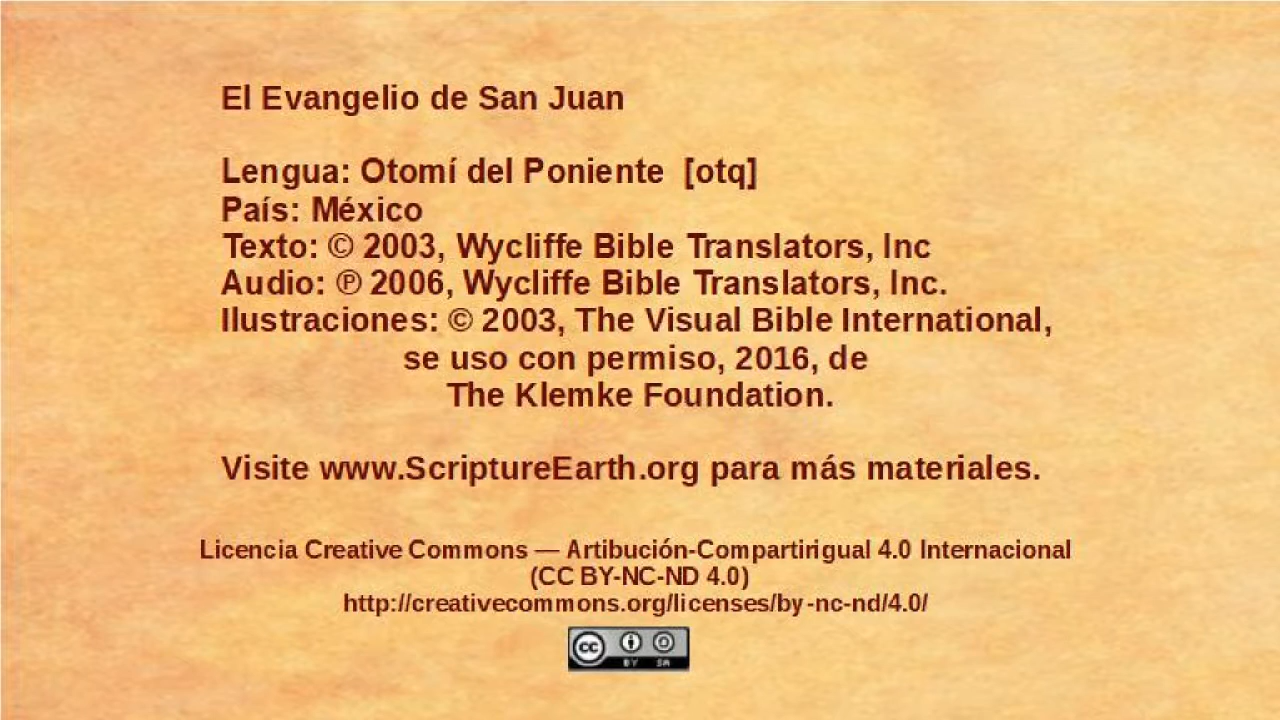 El Evangelio de San Juan
Lengua: Otomí del Poniente [otq]
País: México
Texto: © 2003, Wycliffe Bible Translators, Inc
Audio: ℗ 2006, Wycliffe Bible Translators, Inc.
Ilustraciones: © 2003, The Visual Bible International,
se uso con permiso, 2016, de
The Klemke Foundation.
Visite www.ScriptureEarth.org para más materiales.
Licencia Creative Commons — Artibución-Compartirigual 4.0 Internacional
(CC BY-NC-ND 4.0)
http://creativecommons.org/licenses/by-nc-nd/4.0/
cc
BY SA